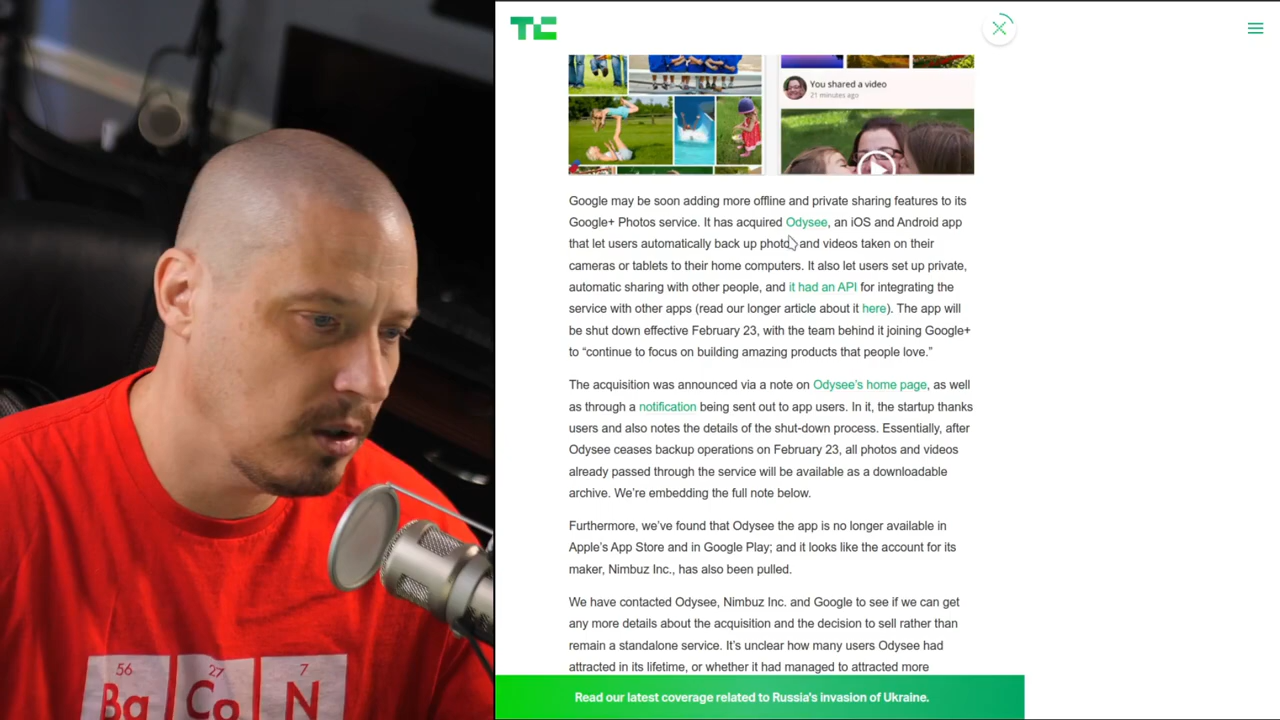 TC
You shared a video
21 minutes ago
Google may be soon adding more offline and private sharing features to its
Google+ Photos service. It has acquired Odysee, an iOS and Android app
that let users automatically back up photo and videos taken on their
cameras or tablets to their home computers. It also let users set up private,
automatic sharing with other people, and it had an API for integrating the
service with other apps (read our longer article about it here). The app will
be shut down effective February 23, with the team behind it joining Google+
to “continue to focus on building amazing products that people love.”
The acquisition was announced via a note on Odysee’s home page, as well
as through a notification being sent out to app users. In it, the startup thanks
users and also notes the details of the shut-down process. Essentially, after
Odysee ceases backup operations on February 23, all photos and videos
already passed through the service will be available as a downloadable
archive. We’re embedding the full note below.
Furthermore, we’ve found that Odysee the app is no longer available in
Apple’s App Store and in Google Play; and it looks like the account for its
maker, Nimbuz Inc., has also been pulled.
We have contacted Odysee, Nimbuz Inc. and Google to see if we can get
any more details about the acquisition and the decision to sell rather than
remain a standalone service. It’s unclear how many users Odysee had
attracted in its lifetime, or whether it had managed to attracted more
Read our latest coverage related to Russia's invasion of Ukraine.
56 27 7
Ba Co N